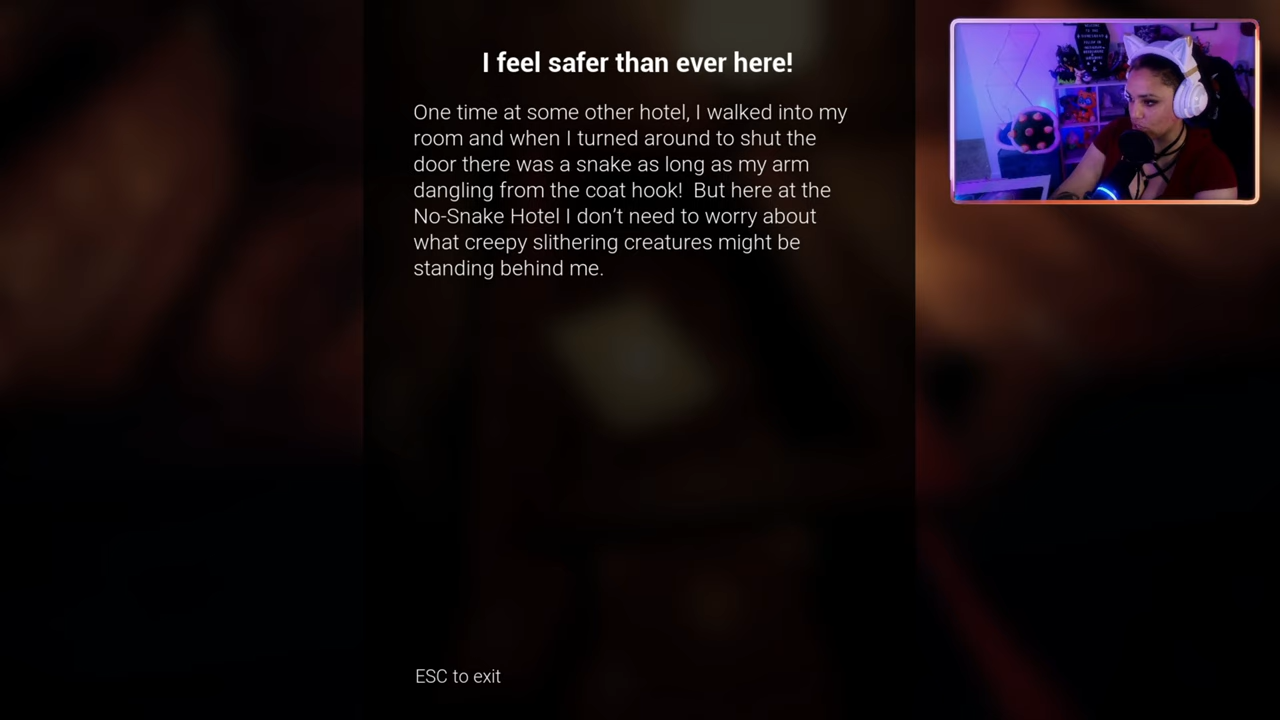 I feel safer than ever here!
One time at some other hotel, I walked into my
room and when I turned around to shut the
door there was a snake as long as my arm
dangling from the coat hook!  But here at the
No-Snake Hotel I don’t need to worry about
what creepy slithering creatures might be
standing behind me.
ESC to exit